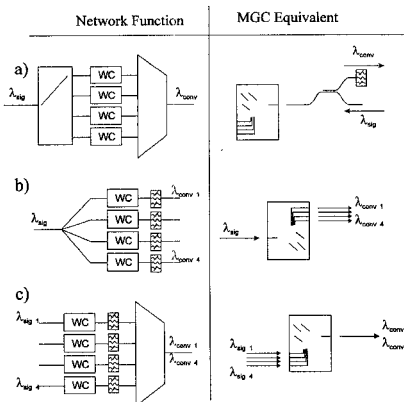 Network Function
MGC Equivalent
a)
λsig
WC
WC
WC
WC
λconv
λconv
λsig
b)
λsig
WC
WC
WC
WC
λconv 1
λconv 4
λsig
λconv 1
λconv 4
c)
λsig 1
λsig 4
WC
WC
WC
WC
λconv 1
λconv 4
λsig 1
λsig 4
λconv
λconv